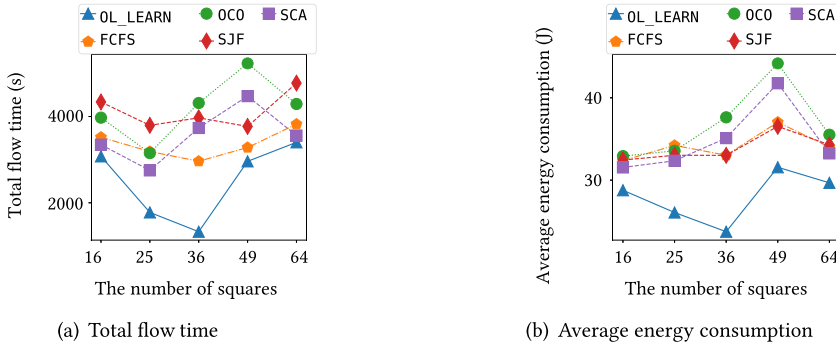 OL_LEARN OCO SCA
FCFS SJF
Total flow time (s)
4000
2000
16 25 36 49 64
The number of squares
(a) Total flow time
OL_LEARN OCO SCA
FCFS SJF
Average energy consumption (J)
40
30
16 25 36 49 64
The number of squares
(b) Average energy consumption